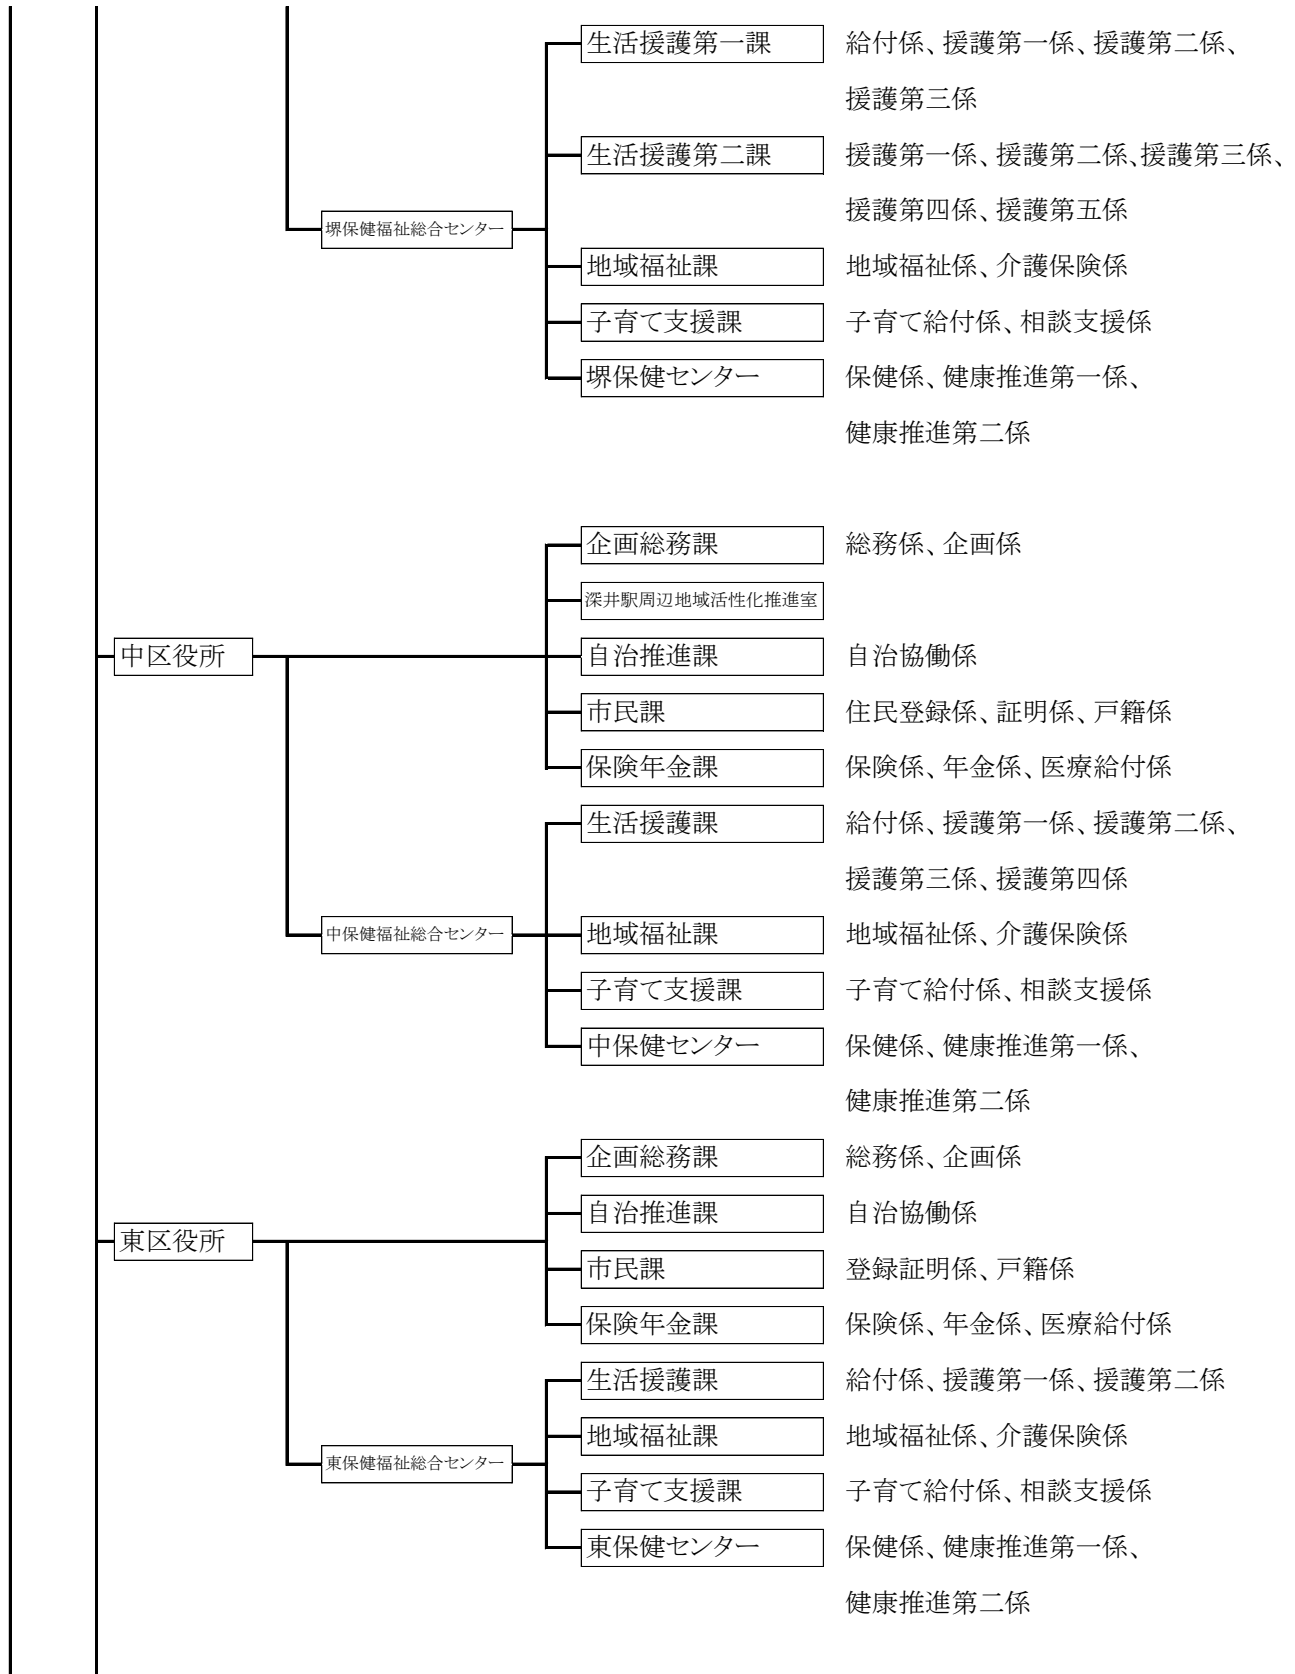 生活援護第一課 給付係、援護第一係、援護第二係、
援護第三係
生活援護第二課 援護第一係、援護第二係、援護第三係、
援護第四係、援護第五係
堺保健福祉総合センター
地域福祉課 地域福祉係、介護保険係
子育て支援課 子育て給付係、相談支援係
堺保健センター 保健係、健康推進第一係、
健康推進第二係
企画総務課 総務係、企画係
深井駅周辺地域活性化推進室
中区役所 自治推進課 自治協働係
市民課 住民登録係、証明係、戸籍係
保険年金課 保険係、年金係、医療給付係
生活援護課 給付係、援護第一係、援護第二係、
援護第三係、援護第四係
中保健福祉総合センター 地域福祉課 地域福祉係、介護保険係
子育て支援課 子育て給付係、相談支援係
中保健センター 保健係、健康推進第一係、
健康推進第二係
企画総務課 総務係、企画係
自治推進課 自治協働係
東区役所
市民課 登録証明係、戸籍係
保険年金課 保険係、年金係、医療給付係
生活援護課 給付係、援護第一係、援護第二係
地域福祉課 地域福祉係、介護保険係
東保健福祉総合センター
子育て支援課 子育て給付係、相談支援係
東保健センター 保健係、健康推進第一係、
健康推進第二係